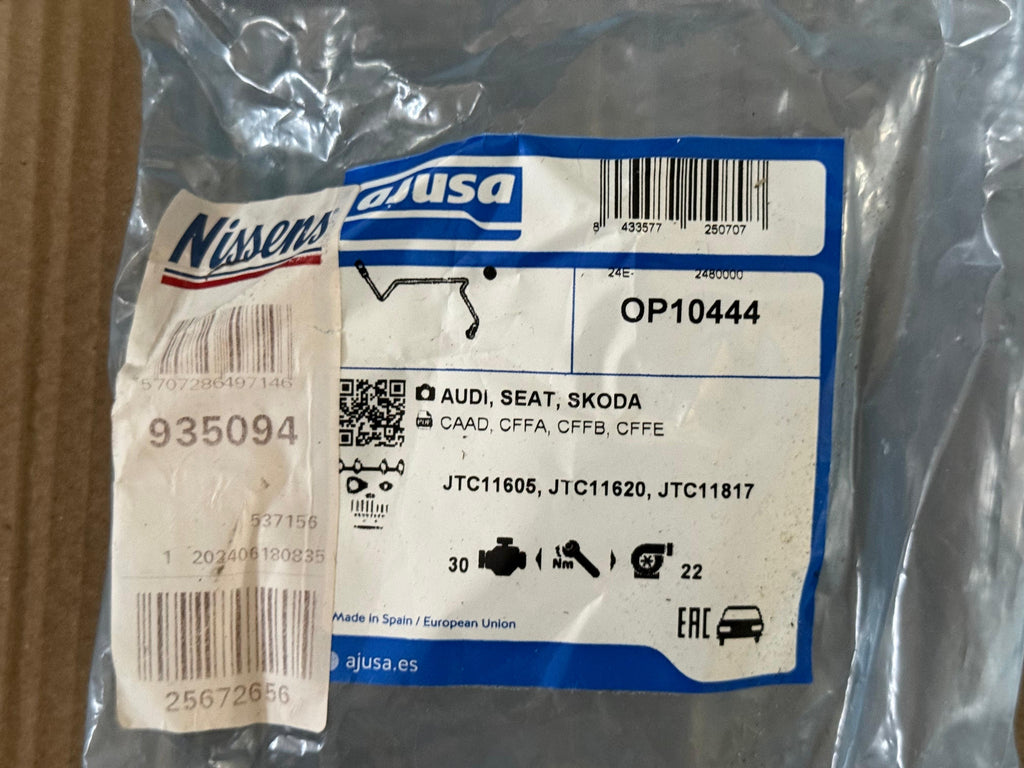 Nissens
5707286497146
935094
537156
1 202406180835
25672656
ajusa
8 433577 250707
24E- 2480000
OP10444
AUDI, SEAT, SKODA
CAAD, CFFA, CFFB, CFFE
JTC11605, JTC11620, JTC11817
30 Nm 22
Made in Spain / European Union
EAC
ajusa.es